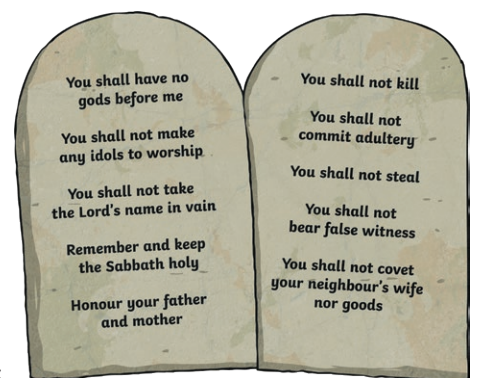 You shall have no
gods before me
You shall not make
any idols to worship
You shall not take
the Lord's name in vain
Remember and keep
the Sabbath holy
Honour your father
and mother
You shall not kill
You shall not
commit adultery
You shall not steal
You shall not
bear false witness
You shall not covet
your neighbour's wife
nor goods